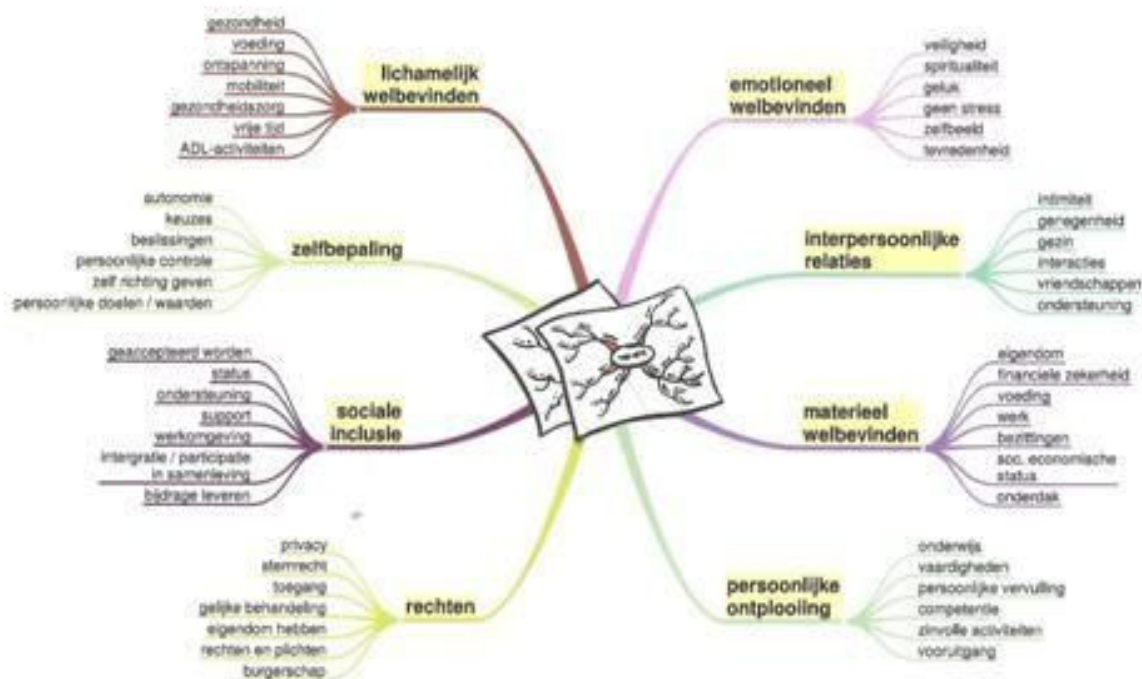 gezondheid
voeding
ontspanning
mobiliteit
gezondheidszorg
vrije tijd
ADL-activiteiten
lichamelijk
welbevinden
autonomie
keuzes
beslissingen
persoonlijke controle
zelf richting geven
persoonlijke doelen / waarden
zelfbepaling
geaccepteerd worden
status
ondersteuning
support
werkomgeving
intergratie / participatie
in samenleving
bijdrage leveren
sociale
inclusie
privacy
stemrecht
toegang
gelijke behandeling
eigendom hebben
rechten en plichten
burgerschap
rechten
emotioneel
welbevinden
veiligheid
spiritualiteit
geluk
geen stress
zelfbeeld
tevredenheid
interpersoonlijke
relaties
intimiteit
genegenheid
gezin
interacties
vriendschappen
ondersteuning
materieel
welbevinden
eigendom
financiele zekerheid
voeding
werk
bezittingen
soc. economische
status
onderdak
persoonlijke
ontplooiing
onderwijs
vaardigheden
persoonlijke vervulling
competentie
zinvolle activiteiten
vooruitgang